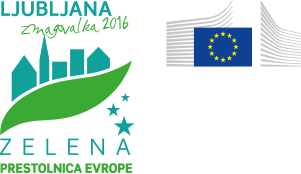 LJUBLJANA
zmagovalka 2016
ZELENA
PRESTOLNICA EVROPE